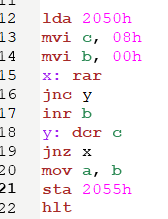 11
12 lda 2050h
13 mvi c, 08h
14 mvi b, 00h
15 x: rar
16 jnc y
17 inr b
18 y: dcr c
19 jnz x
20 mov a, b
21 sta 2055h
22 hlt